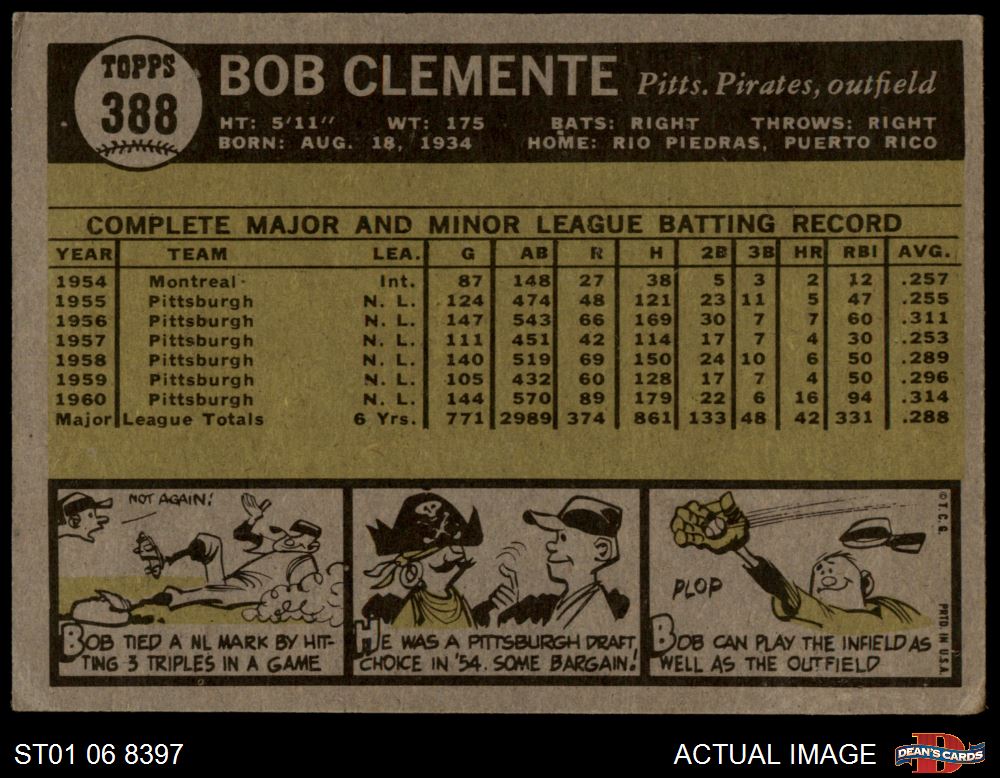 TOPPS
388
BOB CLEMENTE Pitts. Pirates, outfield
HT: 5'11" WT: 175 BATS: RIGHT THROWS: RIGHT
BORN: AUG. 18, 1934 HOME: RIO PIEDRAS, PUERTO RICO
COMPLETE MAJOR AND MINOR LEAGUE BATTING RECORD
YEAR TEAM LEA. G AB R H 2B 3B HR RBI AVG.
1954 Montreal Int. 87 148 27 38 5 3 2 12 .257
1955 Pittsburgh N. L. 124 474 48 121 23 11 5 47 .255
1956 Pittsburgh N. L. 147 543 66 169 30 7 7 60 .311
1957 Pittsburgh N. L. 111 451 42 114 17 7 4 30 .253
1958 Pittsburgh N. L. 140 519 69 150 24 10 6 50 .289
1959 Pittsburgh N. L. 105 432 60 128 17 7 4 50 .296
1960 Pittsburgh N. L. 144 570 89 179 22 6 16 94 .314
Major League Totals 6 Yrs. 771 2989 374 861 133 48 42 331 .288
NOT AGAIN!
BOB TIED A NL MARK BY HIT-
TING 3 TRIPLES IN A GAME
HE WAS A PITTSBURGH DRAFT
CHOICE IN '54. SOME BARGAIN!
PLOP
BOB CAN PLAY THE INFIELD AS
WELL AS THE OUTFIELD
© T. C. G. PRTD IN U.S.A.
ST01 06 8397
ACTUAL IMAGE
DEAN'S CARDS